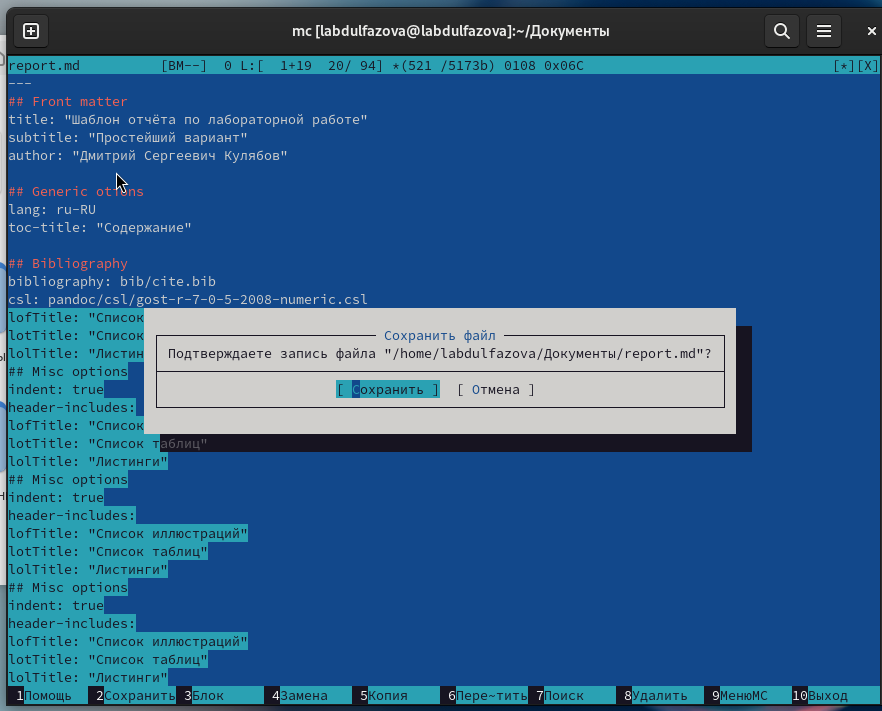 mc [labdulfazova@labdulfazova]:~/Документы
report.md [BM--] 0 L:[ 1+19 20/ 94] *(521 /5173b) 0108 0x06C [*][X]
---
## Front matter
title: "Шаблон отчёта по лабораторной работе"
subtitle: "Простейший вариант"
author: "Дмитрий Сергеевич Кулябов"
## Generic otions
lang: ru-RU
toc-title: "Содержание"
## Bibliography
bibliography: bib/cite.bib
csl: pandoc/csl/gost-r-7-0-5-2008-numeric.csl
lofTitle: "Список
lotTitle: "Список
lolTitle: "Листин
## Misc options
indent: true
header-includes:
lofTitle: "Список
Сохранить файл
Подтверждаете запись файла "/home/labdulfazova/Документы/report.md"?
[ Сохранить ] [ Отмена ]
lotTitle: "Список таблиц"
lolTitle: "Листинги"
## Misc options
indent: true
header-includes:
lofTitle: "Список иллюстраций"
lotTitle: "Список таблиц"
lolTitle: "Листинги"
## Misc options
indent: true
header-includes:
lofTitle: "Список иллюстраций"
lotTitle: "Список таблиц"
lolTitle: "Листинги"
1Помощь 2Сохранить 3Блок 4Замена 5Копия 6Пере~тить 7Поиск 8Удалить 9МенюMC 10Выход